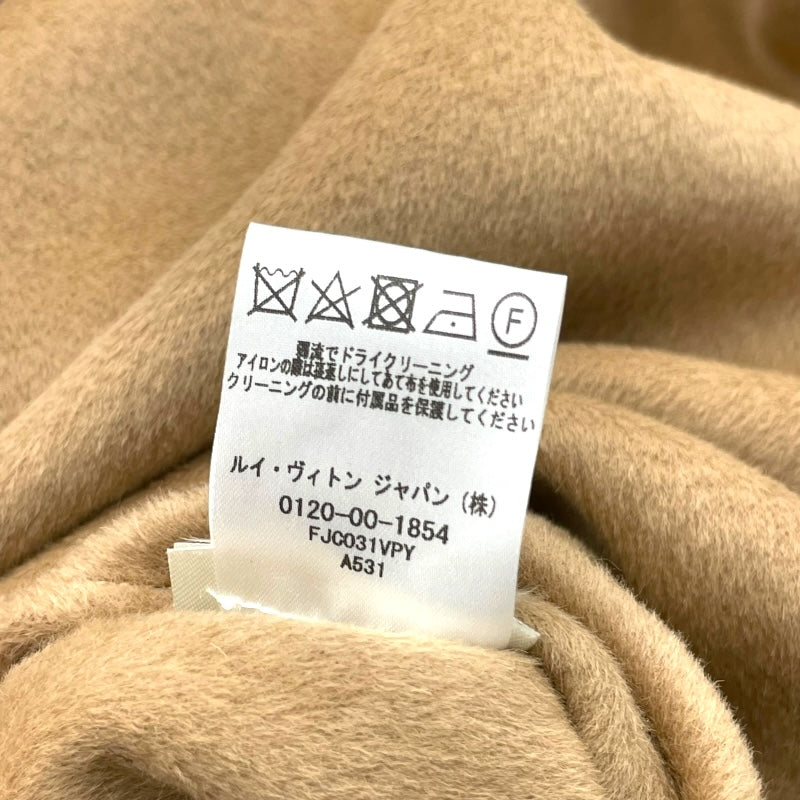 F
弱流でドライクリーニング
アイロンの際は裏蒸しにしてあて布を使用してください
クリーニングの前に付属品を保護してください
ルイ・ヴィトン ジャパン (株)
0120-00-1854
FJC031VPY
A531